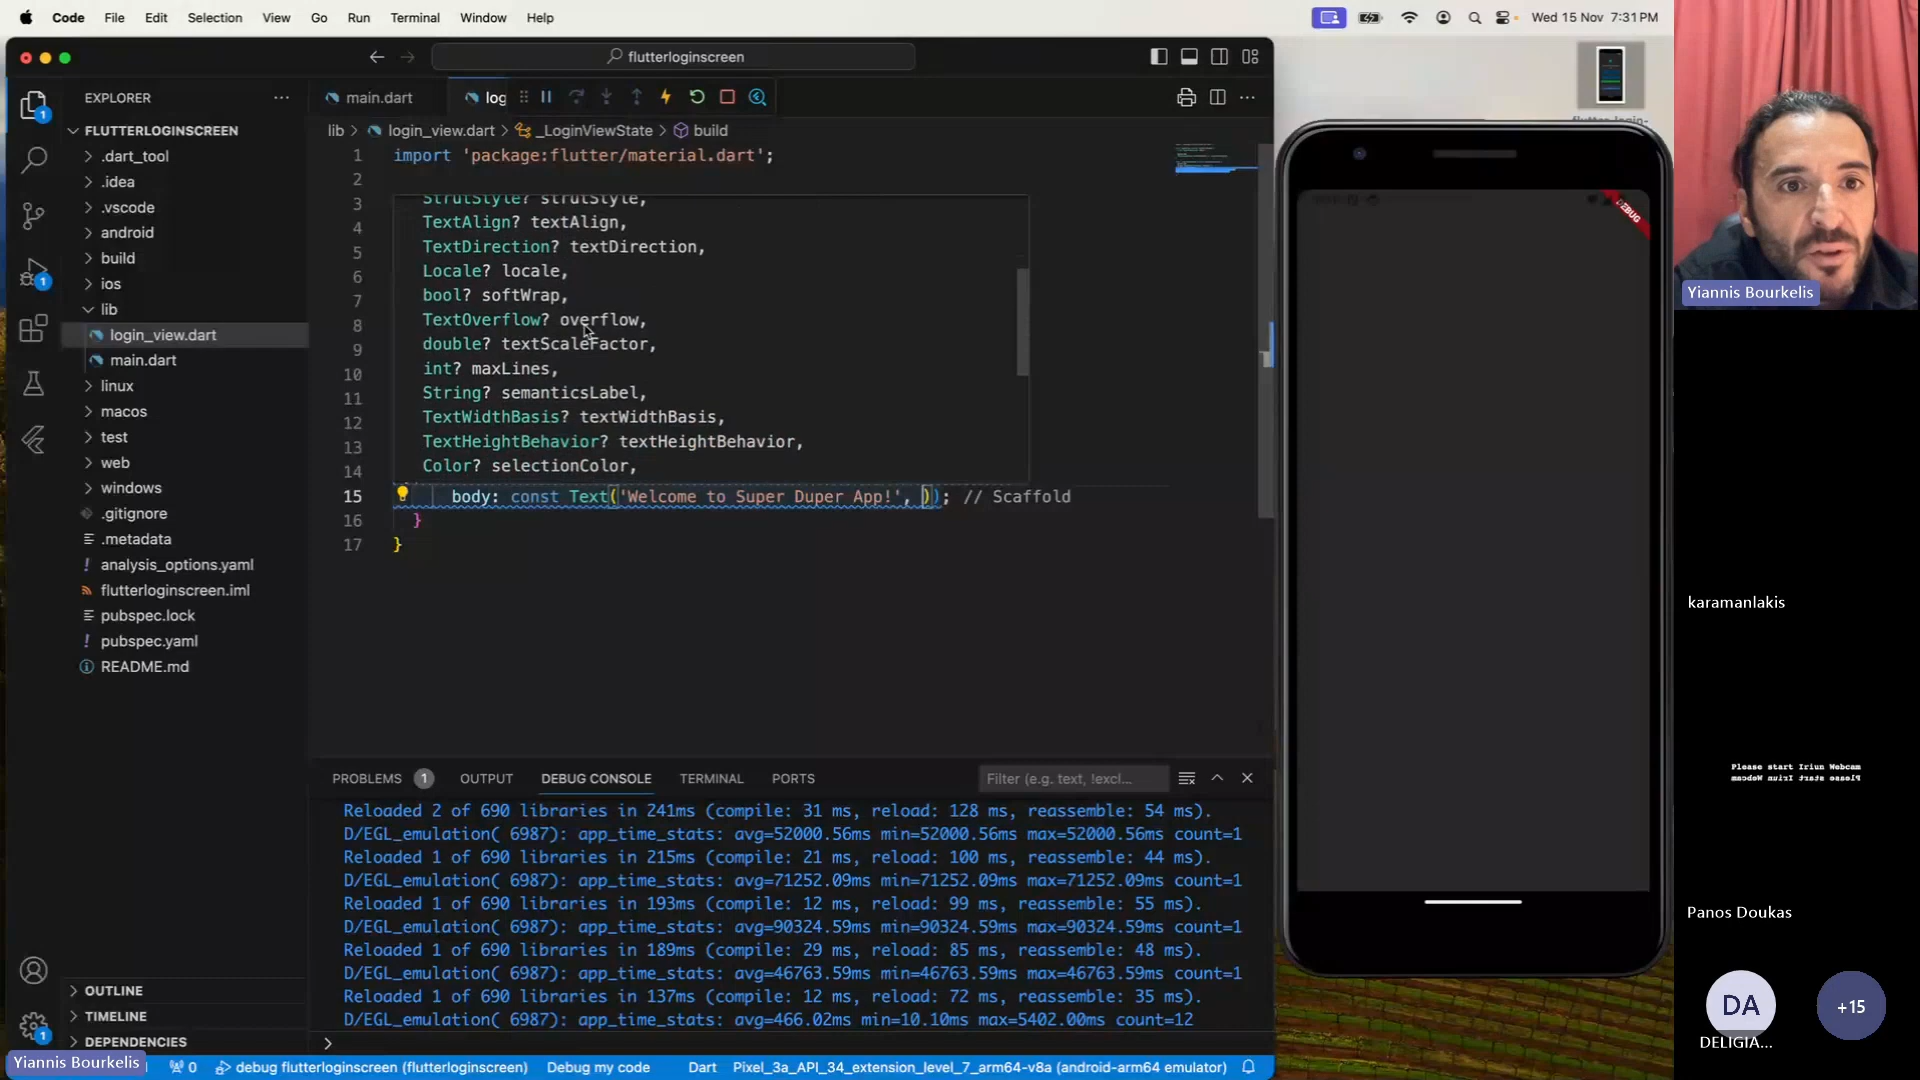 Code File Edit Selection View Go Run Terminal Window Help
Wed 15 Nov 7:31 PM
flutterloginscreen
EXPLORER
main.dart
log
FLUTTERLOGINSCREEN
lib > login_view.dart > _LoginViewState > build
.dart_tool
.idea
.vscode
android
build
ios
lib
login_view.dart
main.dart
linux
macos
test
web
windows
.gitignore
.metadata
analysis_options.yaml
flutterloginscreen.iml
pubspec.lock
pubspec.yaml
README.md
OUTLINE
TIMELINE
DEPENDENCIES
1 import 'package:flutter/material.dart';
2
3 StrutStyle? strutStyle,
4 TextAlign? textAlign,
5 TextDirection? textDirection,
6 Locale? locale,
7 bool? softWrap,
8 TextOverflow? overflow,
9 double? textScaleFactor,
10 int? maxLines,
11 String? semanticsLabel,
12 TextWidthBasis? textWidthBasis,
13 TextHeightBehavior? textHeightBehavior,
14 Color? selectionColor,
15 body: const Text('Welcome to Super Duper App!', )); // Scaffold
16 }
17 }
PROBLEMS 1 OUTPUT DEBUG CONSOLE TERMINAL PORTS Filter (e.g. text, !excl...
Reloaded 2 of 690 libraries in 241ms (compile: 31 ms, reload: 128 ms, reassemble: 54 ms).
D/EGL_emulation( 6987): app_time_stats: avg=52000.56ms min=52000.56ms max=52000.56ms count=1
Reloaded 1 of 690 libraries in 215ms (compile: 21 ms, reload: 100 ms, reassemble: 44 ms).
D/EGL_emulation( 6987): app_time_stats: avg=71252.09ms min=71252.09ms max=71252.09ms count=1
Reloaded 1 of 690 libraries in 193ms (compile: 12 ms, reload: 99 ms, reassemble: 55 ms).
D/EGL_emulation( 6987): app_time_stats: avg=90324.59ms min=90324.59ms max=90324.59ms count=1
Reloaded 1 of 690 libraries in 189ms (compile: 29 ms, reload: 85 ms, reassemble: 48 ms).
D/EGL_emulation( 6987): app_time_stats: avg=46763.59ms min=46763.59ms max=46763.59ms count=1
Reloaded 1 of 690 libraries in 137ms (compile: 12 ms, reload: 72 ms, reassemble: 35 ms).
D/EGL_emulation( 6987): app_time_stats: avg=466.02ms min=10.10ms max=5402.00ms count=12
Yiannis Bourkelis
0 debug flutterloginscreen (flutterloginscreen) Debug my code Dart Pixel_3a_API_34_extension_level_7_arm64-v8a (android-arm64 emulator)
DEBUG
Yiannis Bourkelis
karamanlakis
Please start Iriun Webcam
Panos Doukas
DA
+15
DELIGIA...